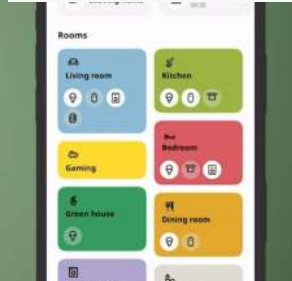 Rooms
Living room
Kitchen
Bedroom
Gaming
Green house
Dining room